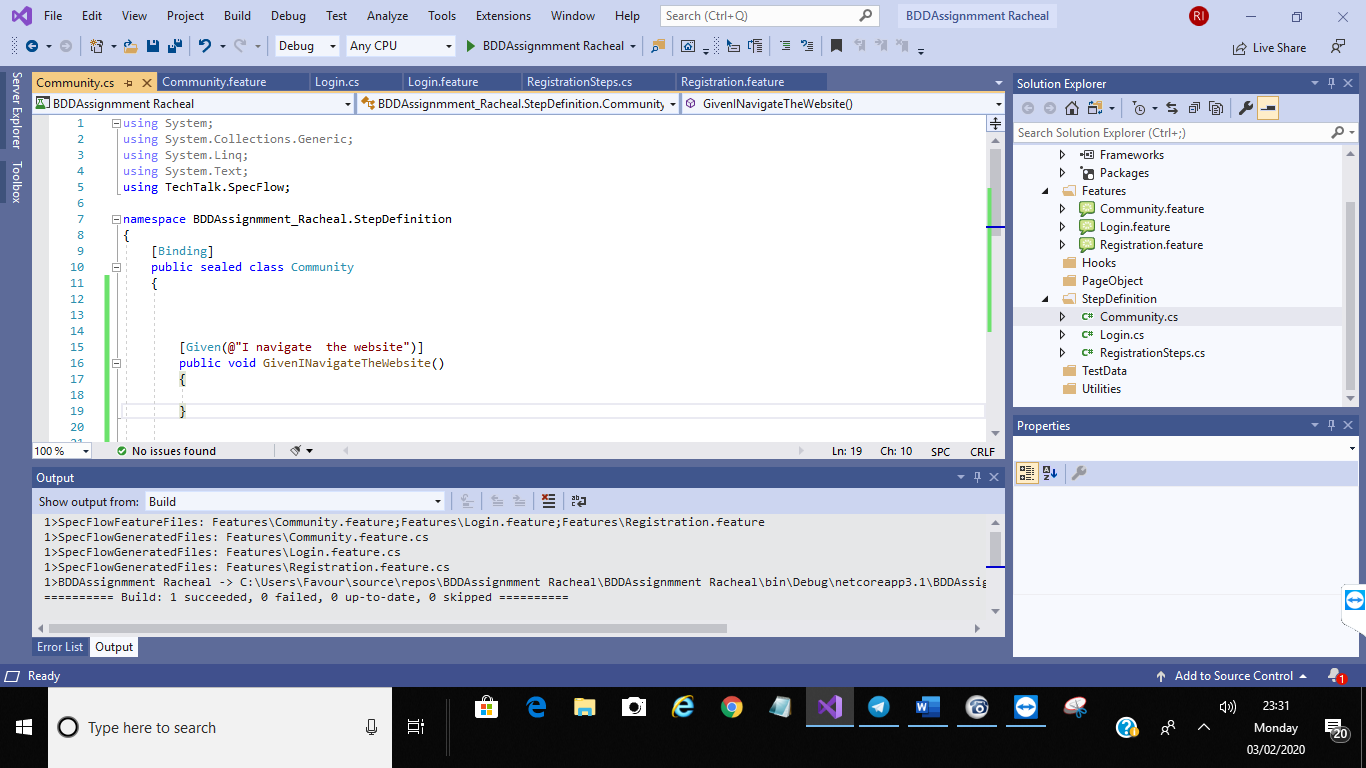 File Edit View Project Build Debug Test Analyze Tools Extensions Window Help Search (Ctrl+Q) BDDAssignmment Racheal RI
Debug Any CPU BDDAssignmment Racheal Live Share
Server Explorer
Toolbox
Community.cs Community.feature Login.cs Login.feature RegistrationSteps.cs Registration.feature
BDDAssignmment Racheal BDDAssignmment_Racheal.StepDefinition.Community GivenINavigateTheWebsite()
1 using System;
2 using System.Collections.Generic;
3 using System.Linq;
4 using System.Text;
5 using TechTalk.SpecFlow;
6
7 namespace BDDAssignmment_Racheal.StepDefinition
8 {
9 [Binding]
10 public sealed class Community
11 {
12
13
14
15 [Given(@"I navigate  the website")]
16 public void GivenINavigateTheWebsite()
17 {
18
19 }
20
21
100 % No issues found Ln: 19 Ch: 10 SPC CRLF
Output
Show output from: Build
1>SpecFlowFeatureFiles: Features\Community.feature;Features\Login.feature;Features\Registration.feature
1>SpecFlowGeneratedFiles: Features\Community.feature.cs
1>SpecFlowGeneratedFiles: Features\Login.feature.cs
1>SpecFlowGeneratedFiles: Features\Registration.feature.cs
1>BDDAssignmment Racheal -> C:\Users\Favour\source\repos\BDDAssignmment Racheal\BDDAssignmment Racheal\bin\Debug\netcoreapp3.1\BDDAssig
========== Build: 1 succeeded, 0 failed, 0 up-to-date, 0 skipped ==========
Error List Output
Solution Explorer
Search Solution Explorer (Ctrl+;)
Frameworks
Packages
Features
Community.feature
Login.feature
Registration.feature
Hooks
PageObject
StepDefinition
C# Community.cs
C# Login.cs
C# RegistrationSteps.cs
TestData
Utilities
Properties
Ready Add to Source Control 1
Type here to search
23:31
Monday
03/02/2020
20